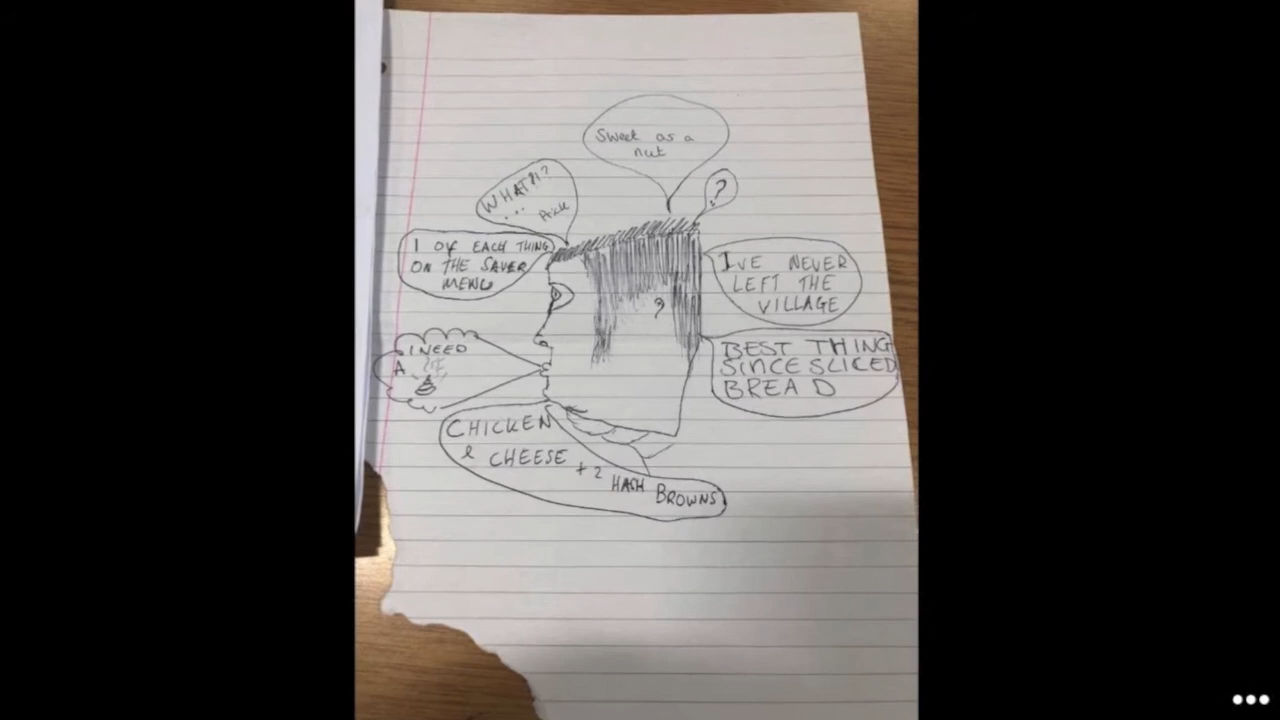 Sweet as a
nut
WHAT?!?
...
Prick
?
1 OF EACH THING
ON THE SAVER
MENU
I'VE NEVER
LEFT THE
VILLAGE
I NEED
A
BEST THING
SINCE SLICED
BREAD
CHICKEN
& CHEESE + 2 HASH BROWNS